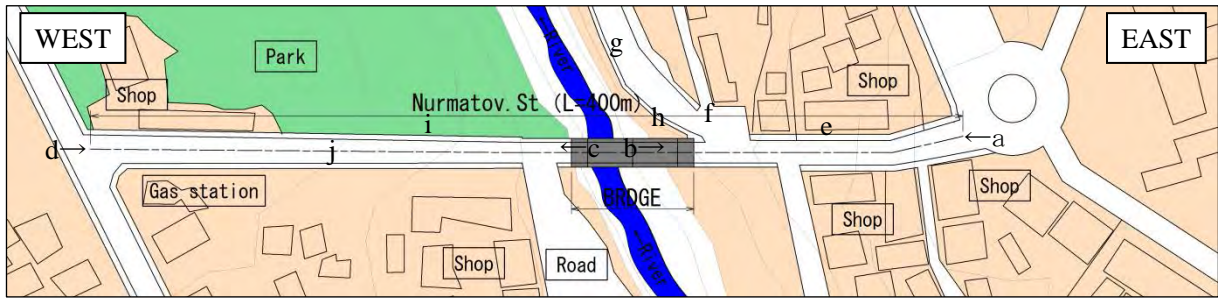 WEST
EAST
River
g
Park
Shop
Shop
Nurmatov.St (L=400m)
h
f
i
e
d
j
c
b
a
Gas station
BRDGE
Shop
Shop
Shop
Road
River